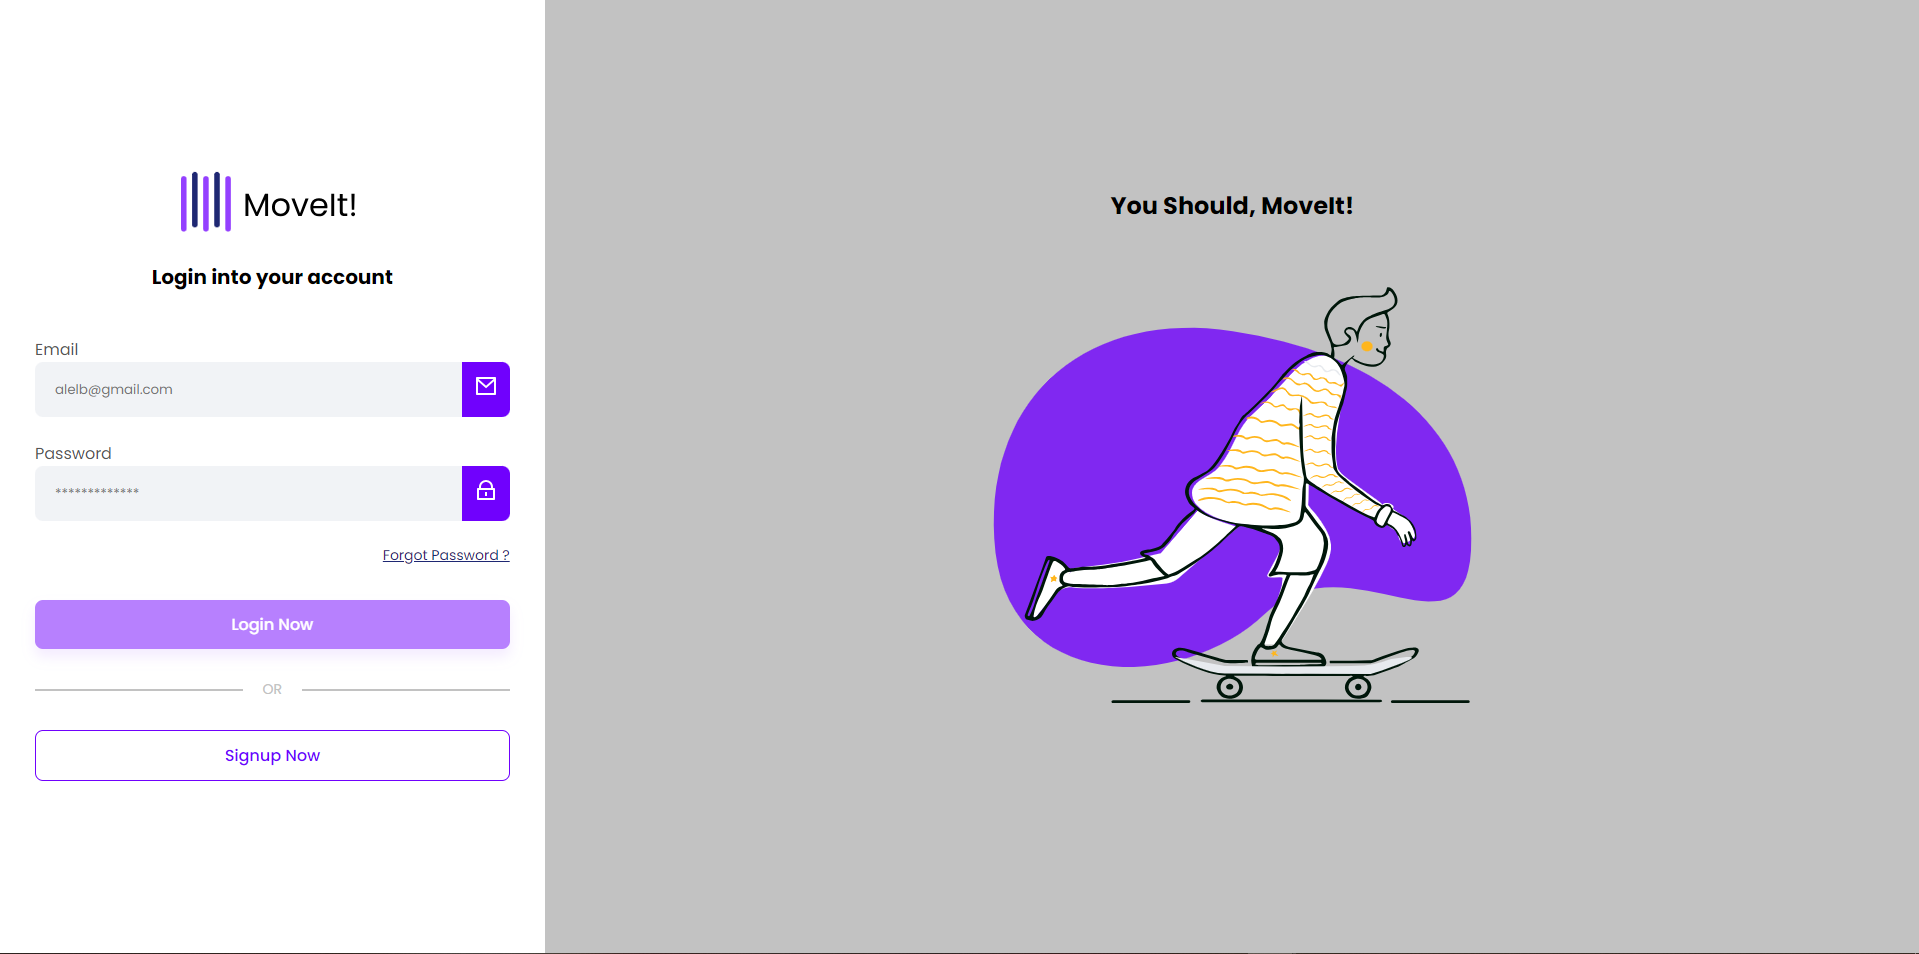 MoveIt!
Login into your account
Email
alelb@gmail.com
Password
*************
Forgot Password ?
Login Now
OR
Signup Now
You Should, MoveIt!